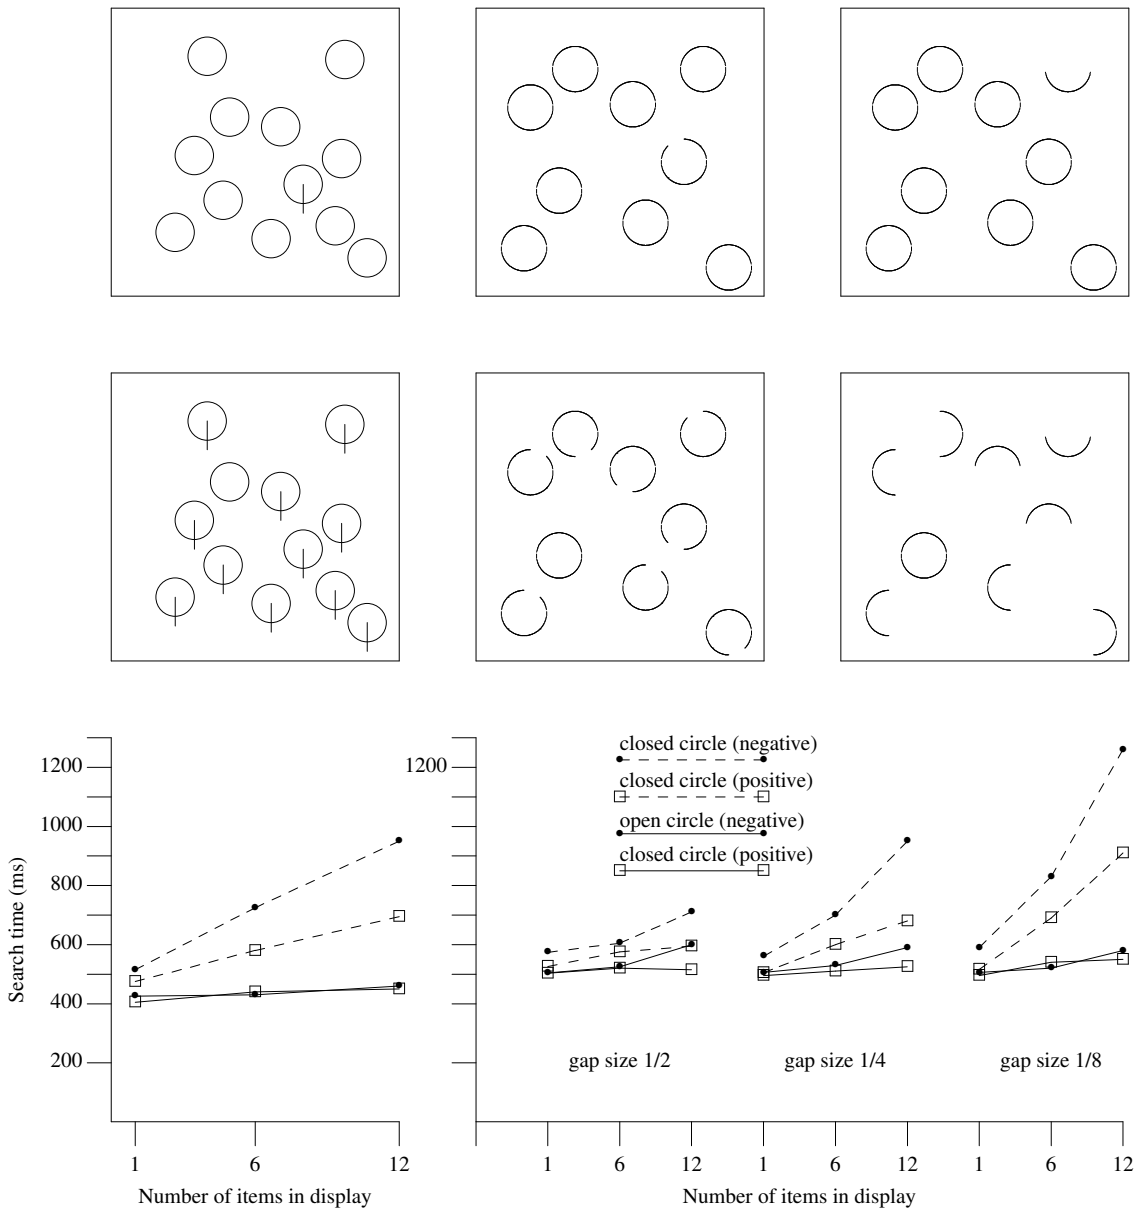 closed circle (negative)
closed circle (positive)
open circle (negative)
closed circle (positive)
Search time (ms)
1200
1000
800
600
400
200
1200
gap size 1/2
gap size 1/4
gap size 1/8
1 6 12
1 6 12 1 6 12 1 6 12
Number of items in display
Number of items in display